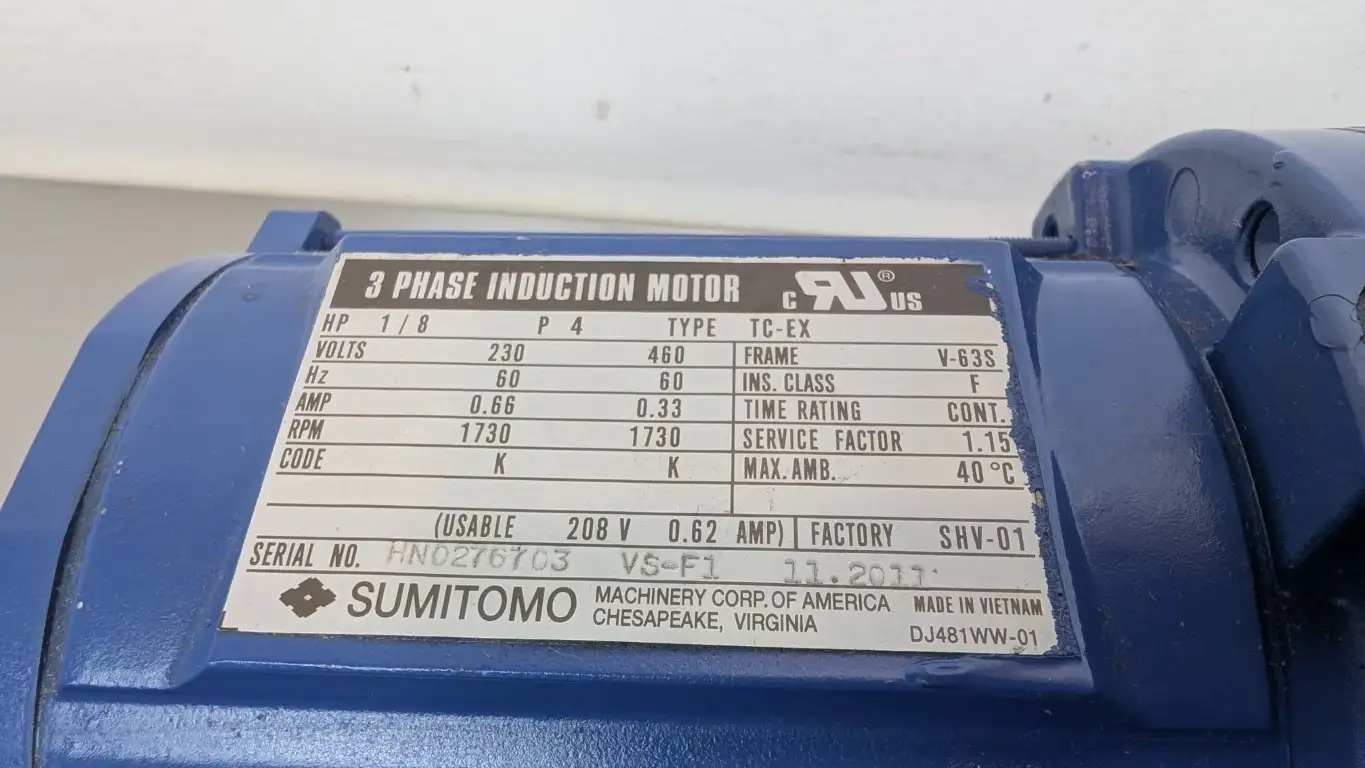 3 PHASE INDUCTION MOTOR c RU ® US
HP 1/8 P 4 TYPE TC-EX
VOLTS 230 460 FRAME V-63S
Hz 60 60 INS. CLASS F
AMP 0.66 0.33 TIME RATING CONT.
RPM 1730 1730 SERVICE FACTOR 1.15
CODE K K MAX. AMB. 40 °C
(USABLE 208 V 0.62 AMP) FACTORY SHV-01
SERIAL NO. HN0276703 VS-F1 11.2011
SUMITOMO MACHINERY CORP. OF AMERICA MADE IN VIETNAM
CHESAPEAKE, VIRGINIA DJ481WW-01